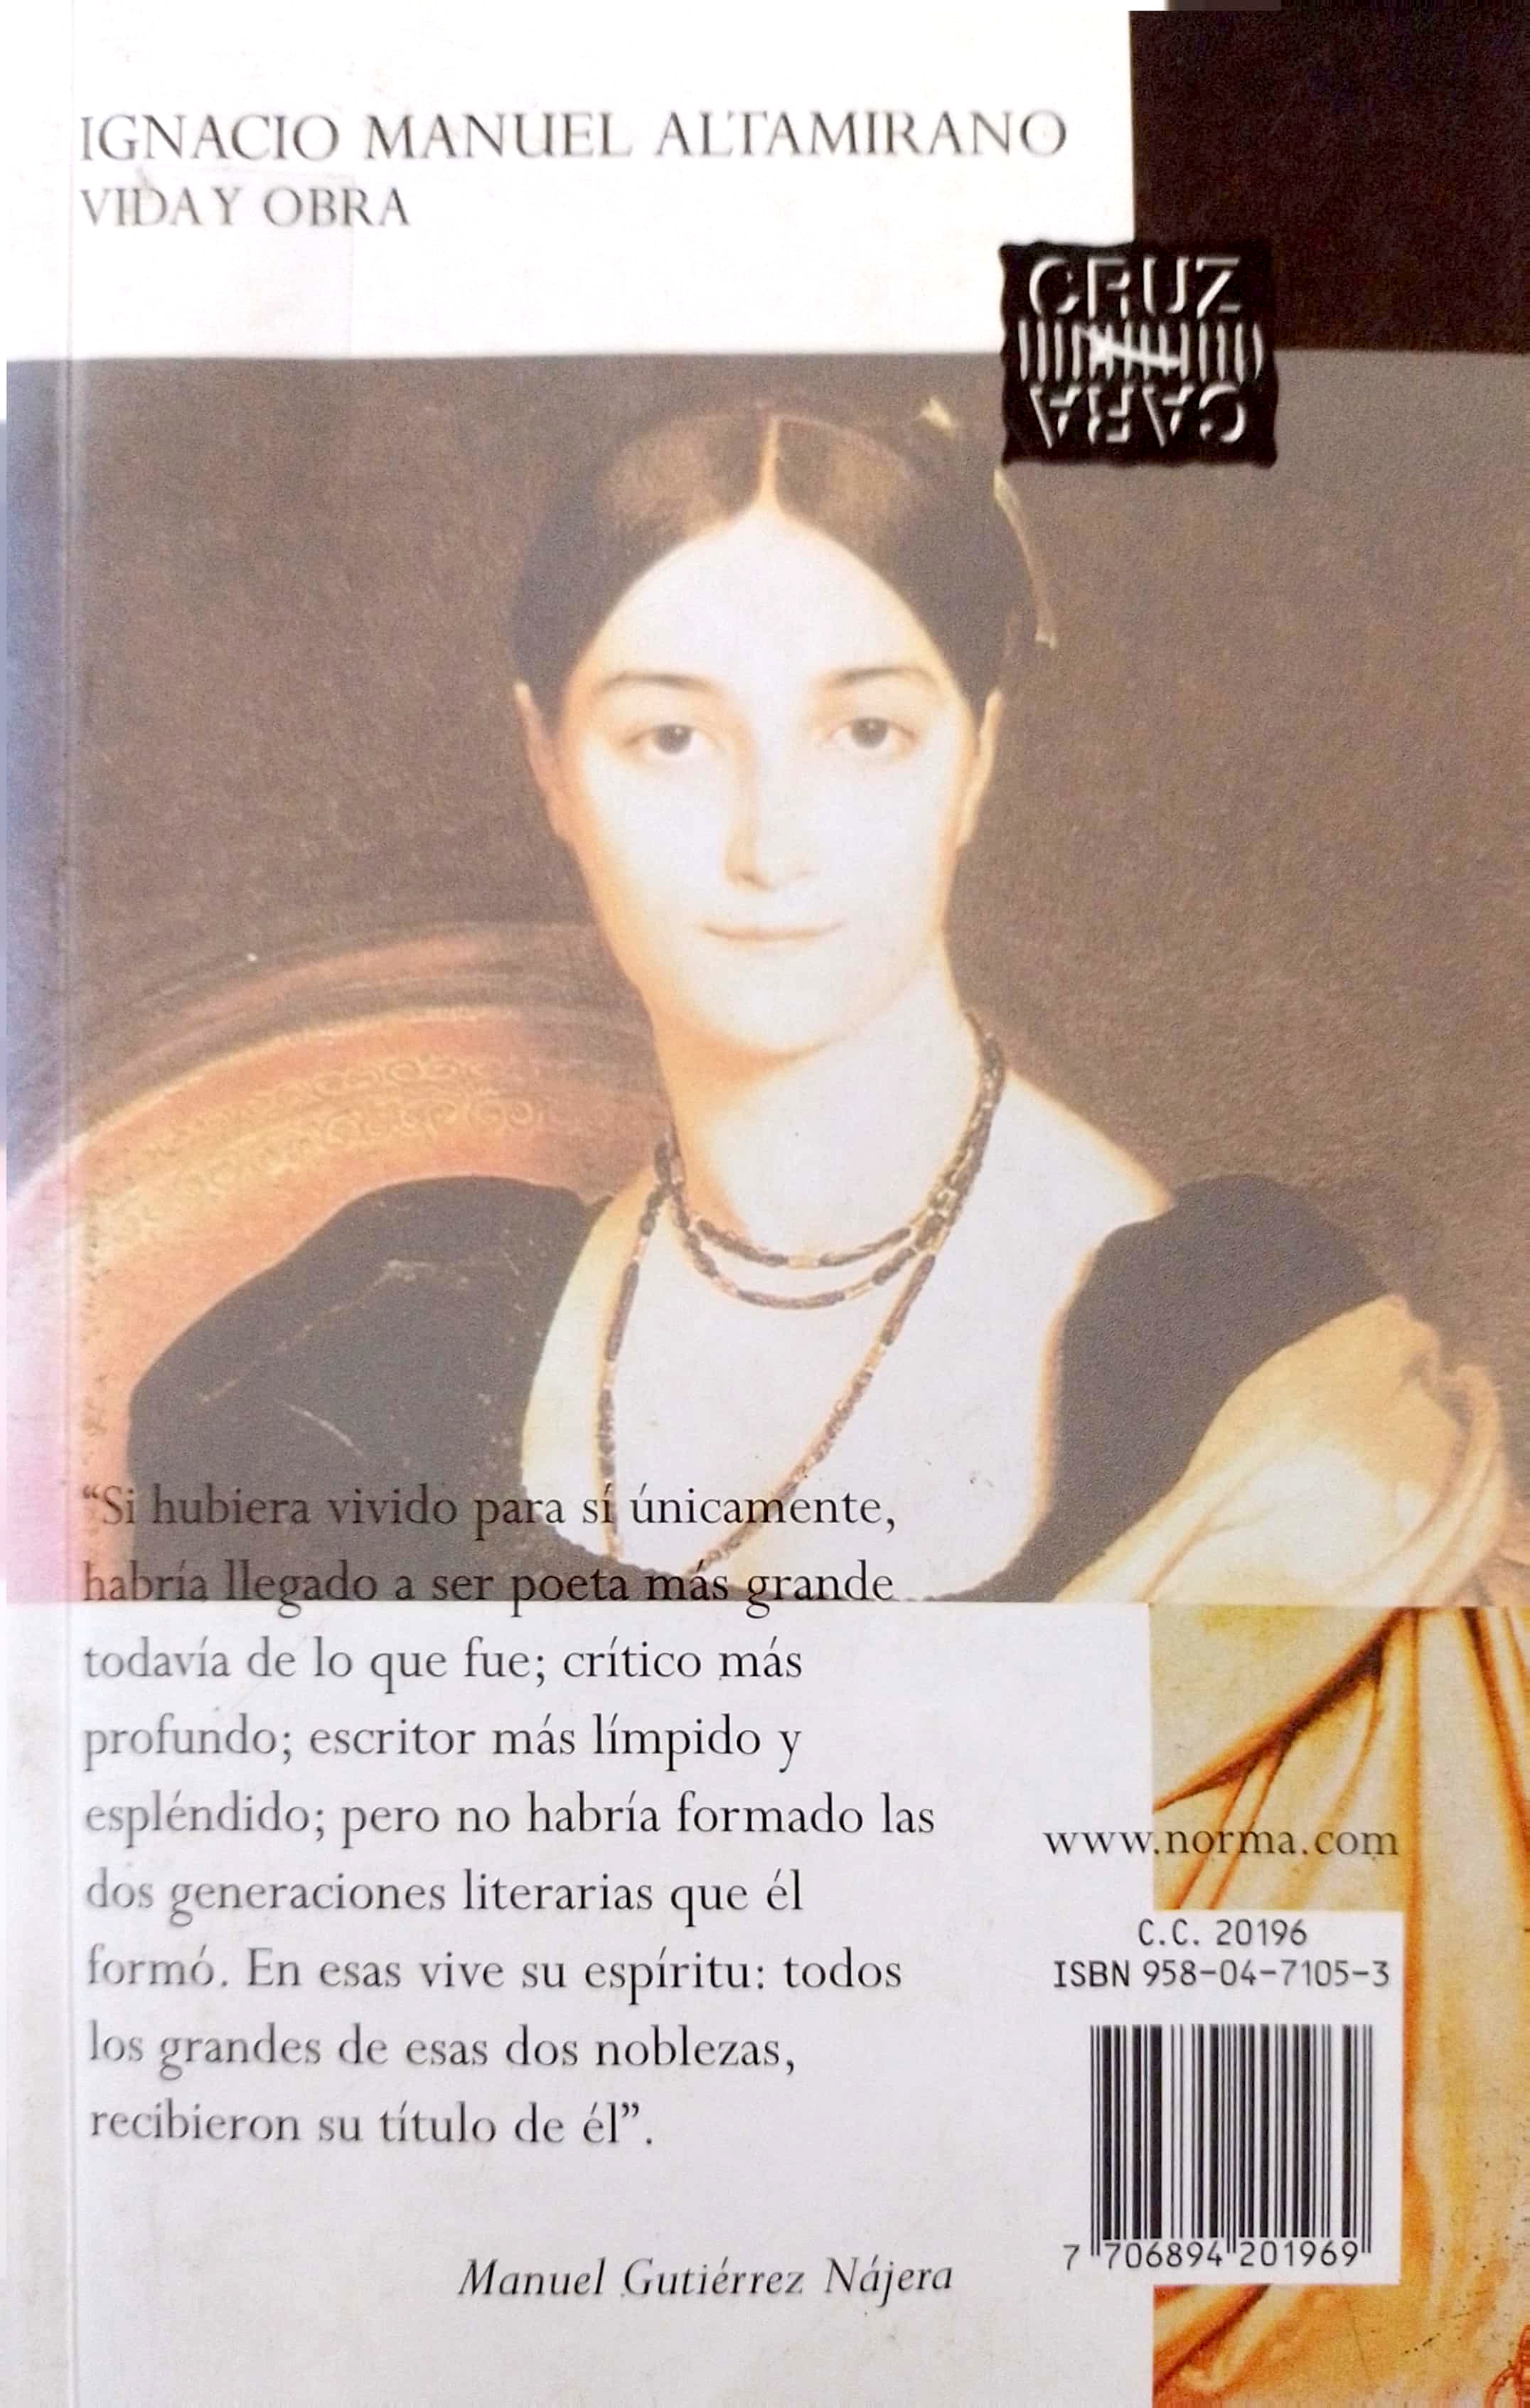 IGNACIO MANUEL ALTAMIRANO
VIDA Y OBRA
CRUZ
CARA
“Si hubiera vivido para sí únicamente,
habría llegado a ser poeta más grande
todavía de lo que fue; crítico más
profundo; escritor más límpido y
espléndido; pero no habría formado las
dos generaciones literarias que él
formó. En esas vive su espíritu: todos
los grandes de esas dos noblezas,
recibieron su título de él”.
Manuel Gutiérrez Nájera
www.norma.com
C.C. 20196
ISBN 958-04-7105-3
7 706894 201969